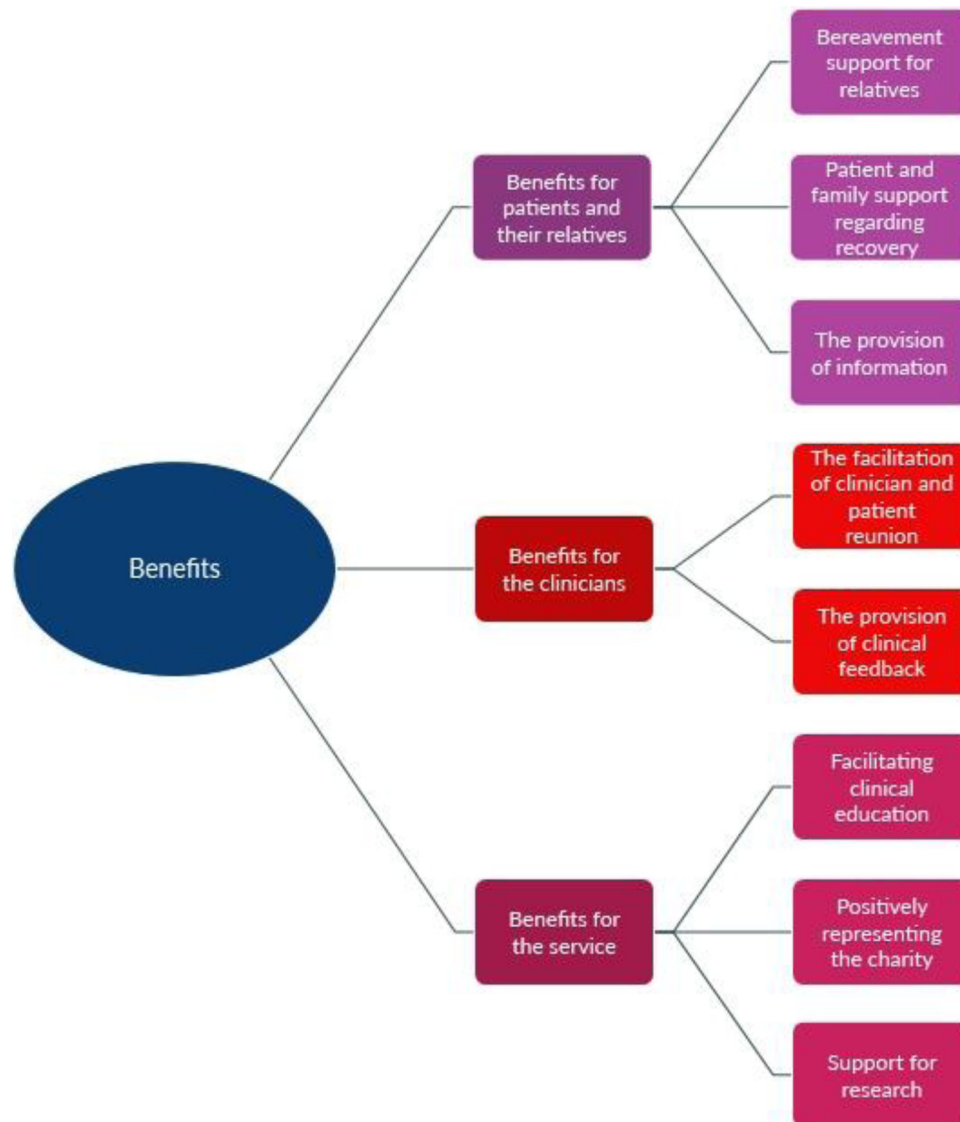 Bereavement
support for
relatives
Benefits for
patients and
their relatives
Patient and
family support
regarding
recovery
The provision
of information
Benefits
Benefits for
the clinicians
The facilitation
of clinician and
patient
reunion
The provision
of clinical
feedback
Benefits for
the service
Facilitating
clinical
education
Positively
representing
the charity
Support for
research